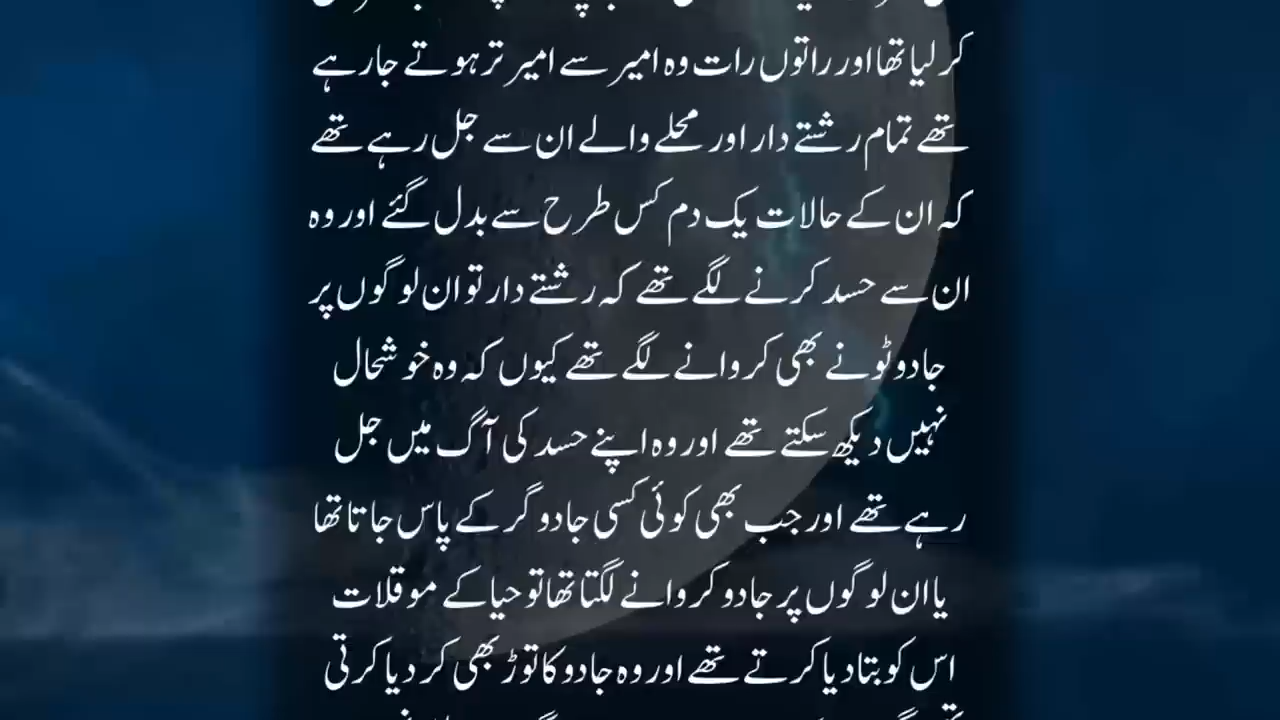 کر لیا تھا اور راتوں رات وہ امیر سے امیر تر ہوتے جا رہے
تھے تمام رشتے دار اور محلے والے ان سے جل رہے تھے
کہ ان کے حالات یک دم کس طرح سے بدل گئے اور وہ
ان سے حسد کرنے لگے تھے کہ رشتے دار تو ان لوگوں پر
جادو ٹونے بھی کروانے لگے تھے کیوں کہ وہ خوشحال
نہیں دیکھ سکتے تھے اور وہ اپنے حسد کی آگ میں جل
رہے تھے اور جب بھی کوئی کسی جادو گر کے پاس جاتا تھا
یا ان لوگوں پر جادو کروانے لگتا تھا تو حیا کے موقلات
اس کو بتا دیا کرتے تھے اور وہ جادو کا توڑ بھی کر دیا کرتی